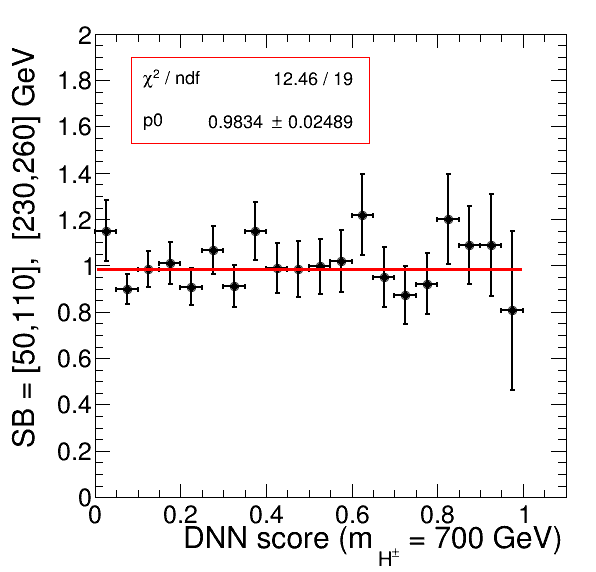 χ² / ndf 12.46 / 19
p0 0.9834 ± 0.02489
SB = [50,110], [230,260] GeV
2
1.8
1.6
1.4
1.2
1
0.8
0.6
0.4
0.2
0
0 0.2 0.4 0.6 0.8 1
DNN score (m_H± = 700 GeV)